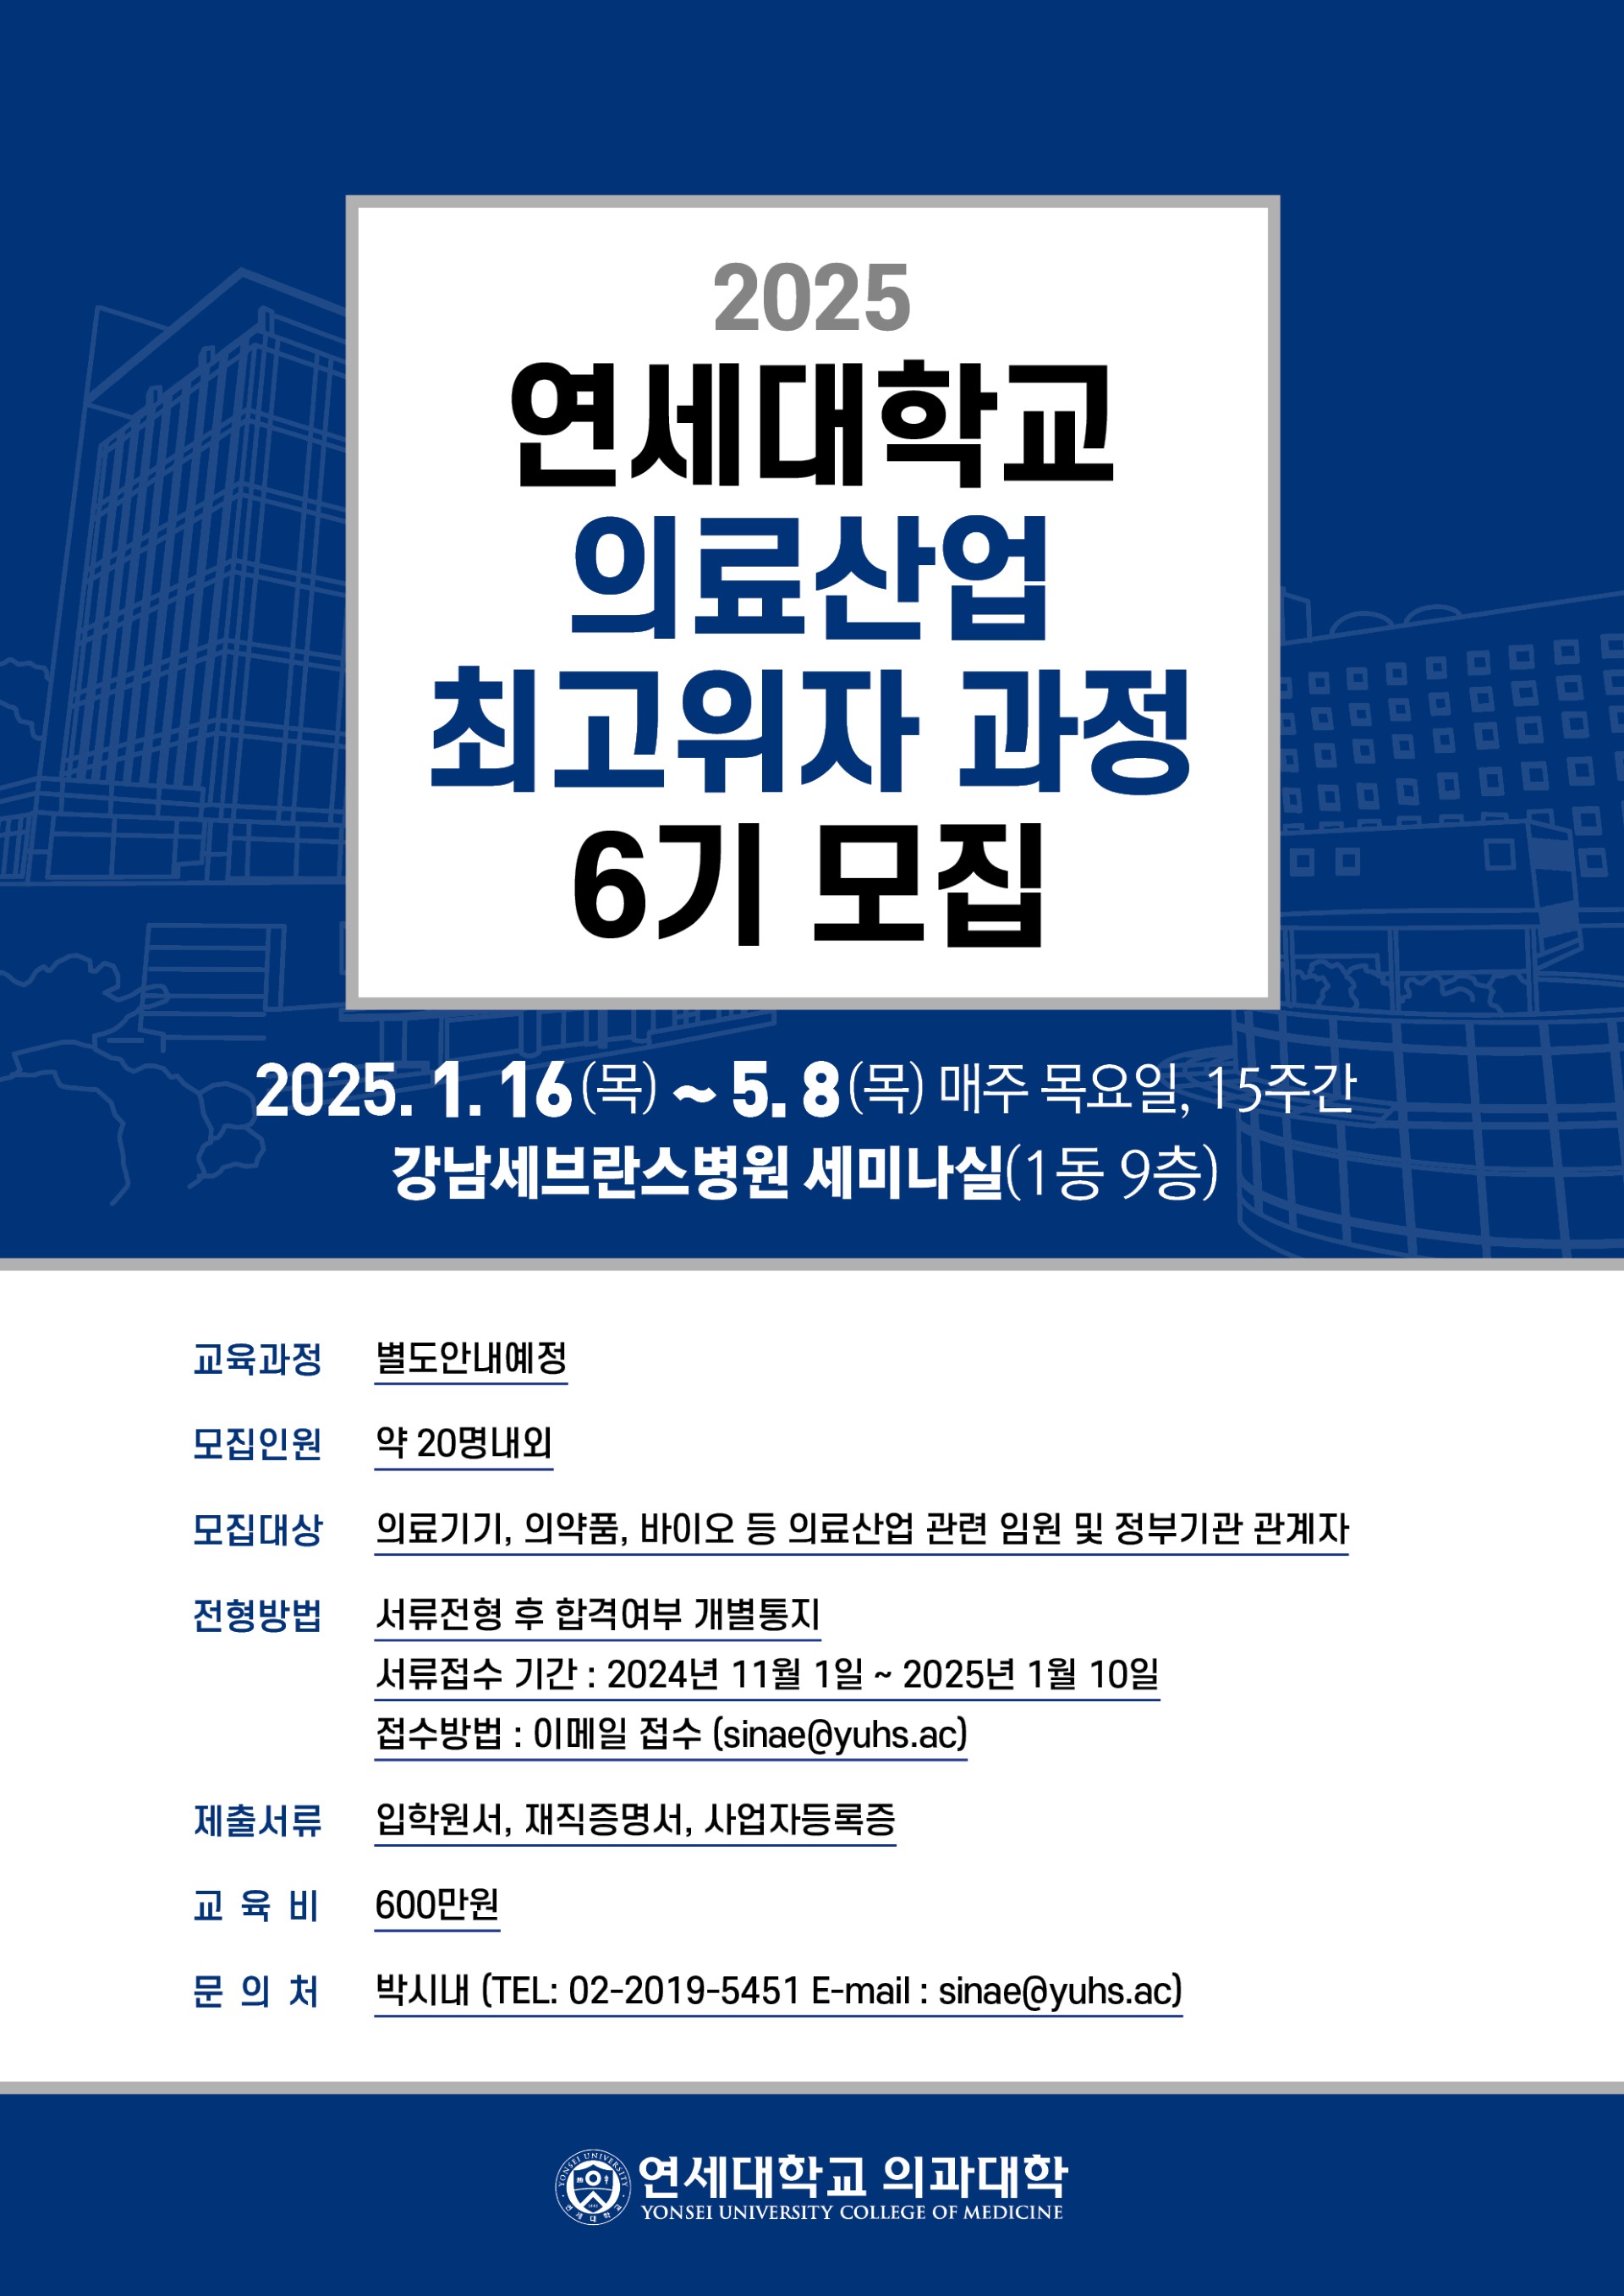 2025
연세대학교
의료산업
최고위자 과정
6기 모집
2025. 1. 16(목) ~ 5. 8(목) 매주 목요일, 15주간
강남세브란스병원 세미나실(1동 9층)
교육과정 별도안내예정
모집인원 약 20명내외
모집대상 의료기기, 의약품, 바이오 등 의료산업 관련 임원 및 정부기관 관계자
전형방법 서류전형 후 합격여부 개별통지
서류접수 기간 : 2024년 11월 1일 ~ 2025년 1월 10일
접수방법 : 이메일 접수 (sinae@yuhs.ac)
제출서류 입학원서, 재직증명서, 사업자등록증
교 육 비 600만원
문 의 처 박시내 (TEL: 02-2019-5451 E-mail : sinae@yuhs.ac)
YONSEI UNIVERSITY
연세대학교
연세대학교 의과대학
YONSEI UNIVERSITY COLLEGE OF MEDICINE